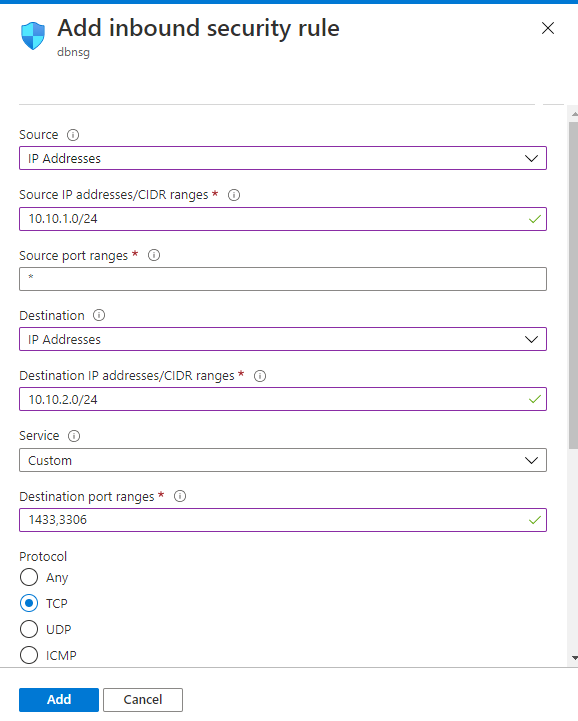 Add inbound security rule
dbnsg
Source
IP Addresses
Source IP addresses/CIDR ranges *
10.10.1.0/24
Source port ranges *
*
Destination
IP Addresses
Destination IP addresses/CIDR ranges *
10.10.2.0/24
Service
Custom
Destination port ranges *
1433,3306
Protocol
Any
TCP
UDP
ICMP
Add Cancel